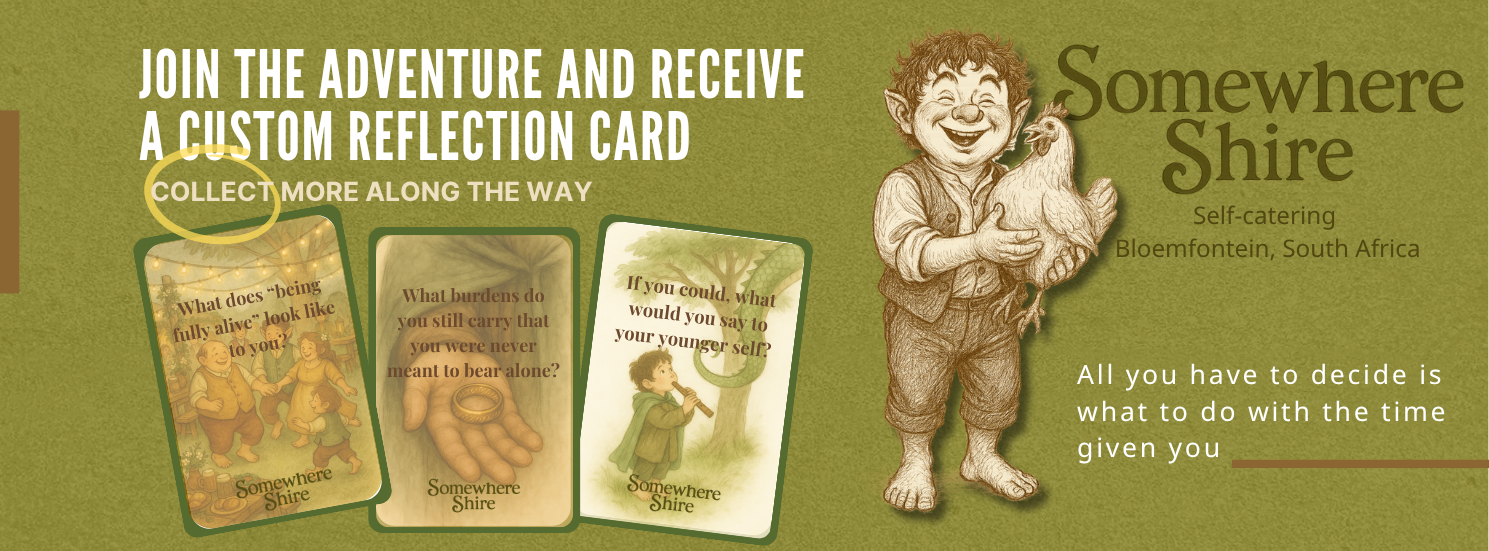 JOIN THE ADVENTURE AND RECEIVE
A CUSTOM REFLECTION CARD
COLLECT MORE ALONG THE WAY
What does “being
fully alive” look like
to you?
Somewhere
Shire
What burdens do
you still carry that
you were never
meant to bear alone?
Somewhere
Shire
If you could, what
would you say to
your younger self?
Somewhere
Shire
Somewhere
Shire
Self-catering
Bloemfontein, South Africa
All you have to decide is
what to do with the time
given you